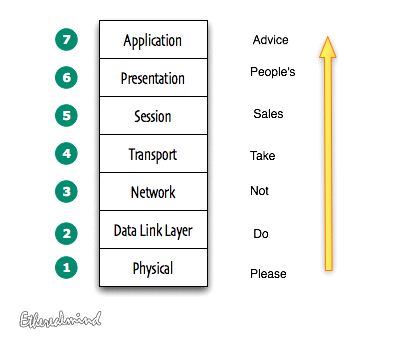 7 Application Advice
6 Presentation People's
5 Session Sales
4 Transport Take
3 Network Not
2 Data Link Layer Do
1 Physical Please
Etherealmind